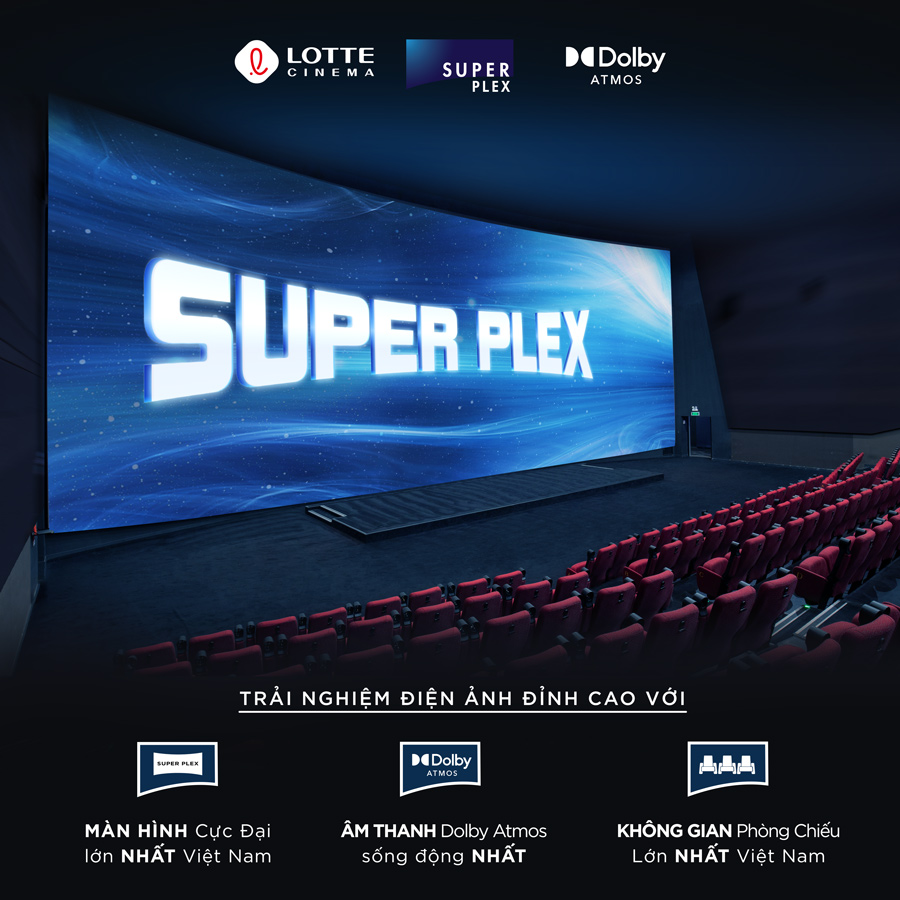 LOTTE
CINEMA
SUPER
PLEX
Dolby
ATMOS
SUPER PLEX
TRẢI NGHIỆM ĐIỆN ẢNH ĐỈNH CAO VỚI
SUPER PLEX
Dolby
ATMOS
MÀN HÌNH Cực Đại
lớn NHẤT Việt Nam
ÂM THANH Dolby Atmos
sống động NHẤT
KHÔNG GIAN Phòng Chiếu
Lớn NHẤT Việt Nam